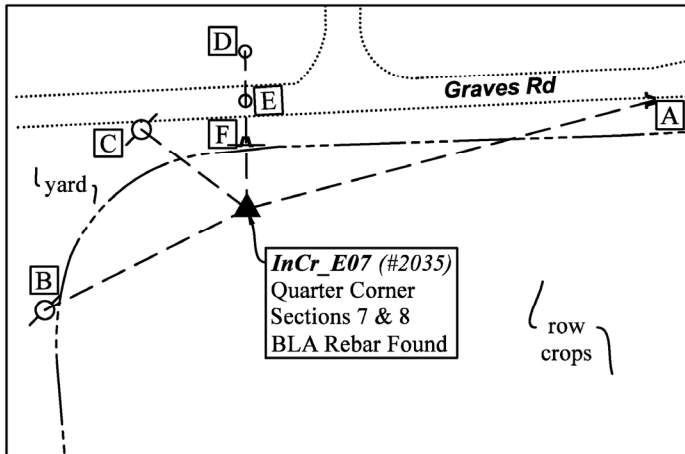 D
Graves Rd
E
A
F
C
yard
B
InCr_E07 (#2035)
Quarter Corner
Sections 7 & 8
BLA Rebar Found
row
crops